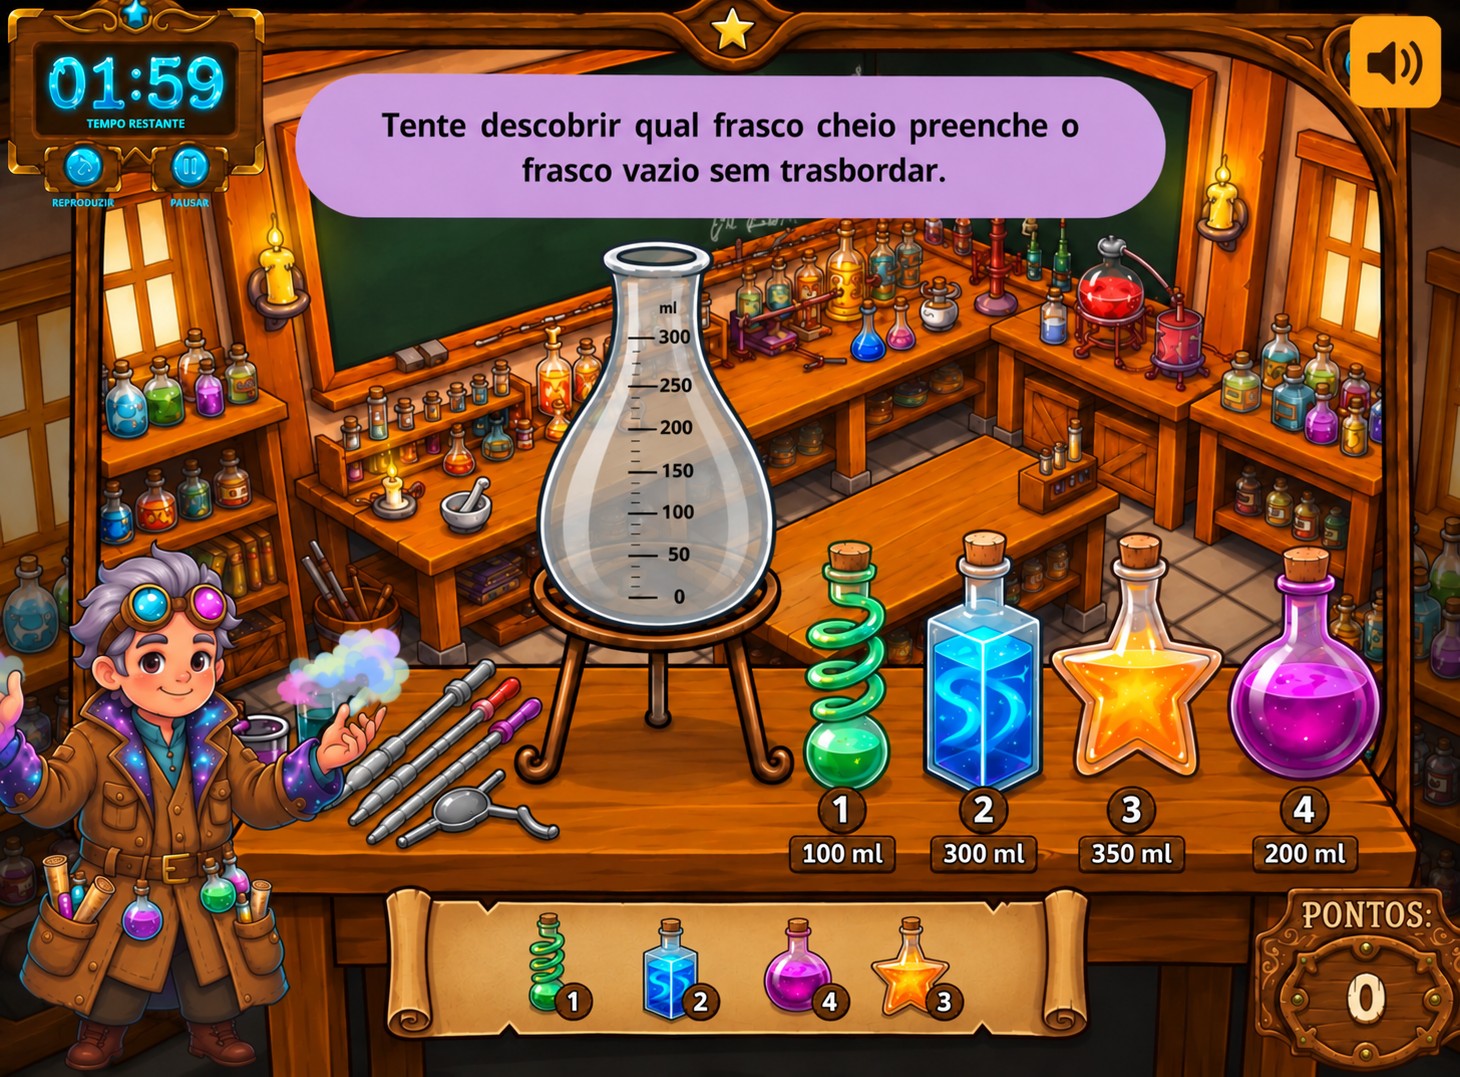 01:59
TEMPO RESTANTE
REPRODUZIR
PAUSAR
Tente descobrir qual frasco cheio preenche o
frasco vazio sem trasbordar.
ml
300
250
200
150
100
50
0
1
2
3
4
100 ml
300 ml
350 ml
200 ml
1
2
4
3
PONTOS:
0